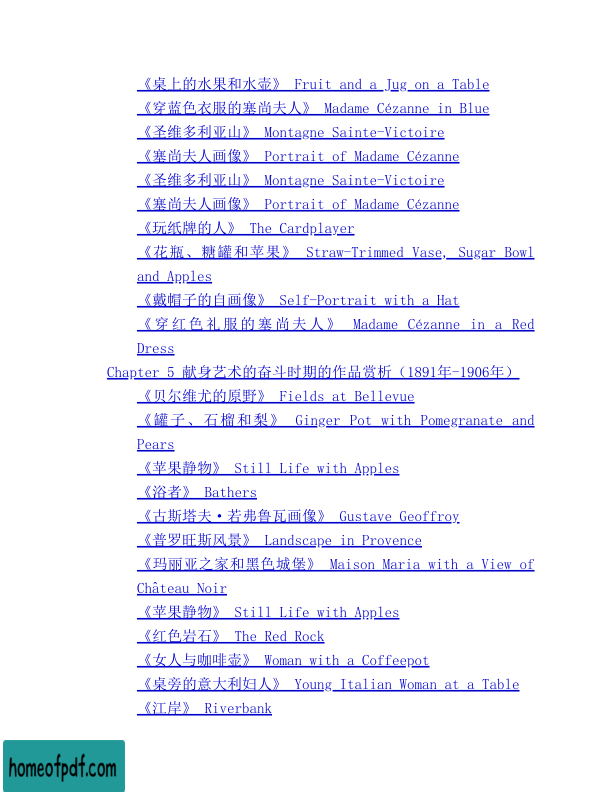 《桌上的水果和水壶》 Fruit and a Jug on a Table
《穿蓝色衣服的塞尚夫人》 Madame Cézanne in Blue
《圣维多利亚山》 Montagne Sainte-Victoire
《塞尚夫人画像》 Portrait of Madame Cézanne
《圣维多利亚山》 Montagne Sainte-Victoire
《塞尚夫人画像》 Portrait of Madame Cézanne
《玩纸牌的人》 The Cardplayer
《花瓶、糖罐和苹果》 Straw-Trimmed Vase, Sugar Bowl
and Apples
《戴帽子的自画像》 Self-Portrait with a Hat
《穿红色礼服的塞尚夫人》 Madame Cézanne in a Red
Dress
Chapter 5 献身艺术的奋斗时期的作品赏析（1891年-1906年）
《贝尔维尤的原野》 Fields at Bellevue
《罐子、石榴和梨》 Ginger Pot with Pomegranate and
Pears
《苹果静物》 Still Life with Apples
《浴者》 Bathers
《古斯塔夫·若弗鲁瓦画像》 Gustave Geoffroy
《普罗旺斯风景》 Landscape in Provence
《玛丽亚之家和黑色城堡》 Maison Maria with a View of
Château Noir
《苹果静物》 Still Life with Apples
《红色岩石》 The Red Rock
《女人与咖啡壶》 Woman with a Coffeepot
《桌旁的意大利妇人》 Young Italian Woman at a Table
《江岸》 Riverbank
homeofpdf.com